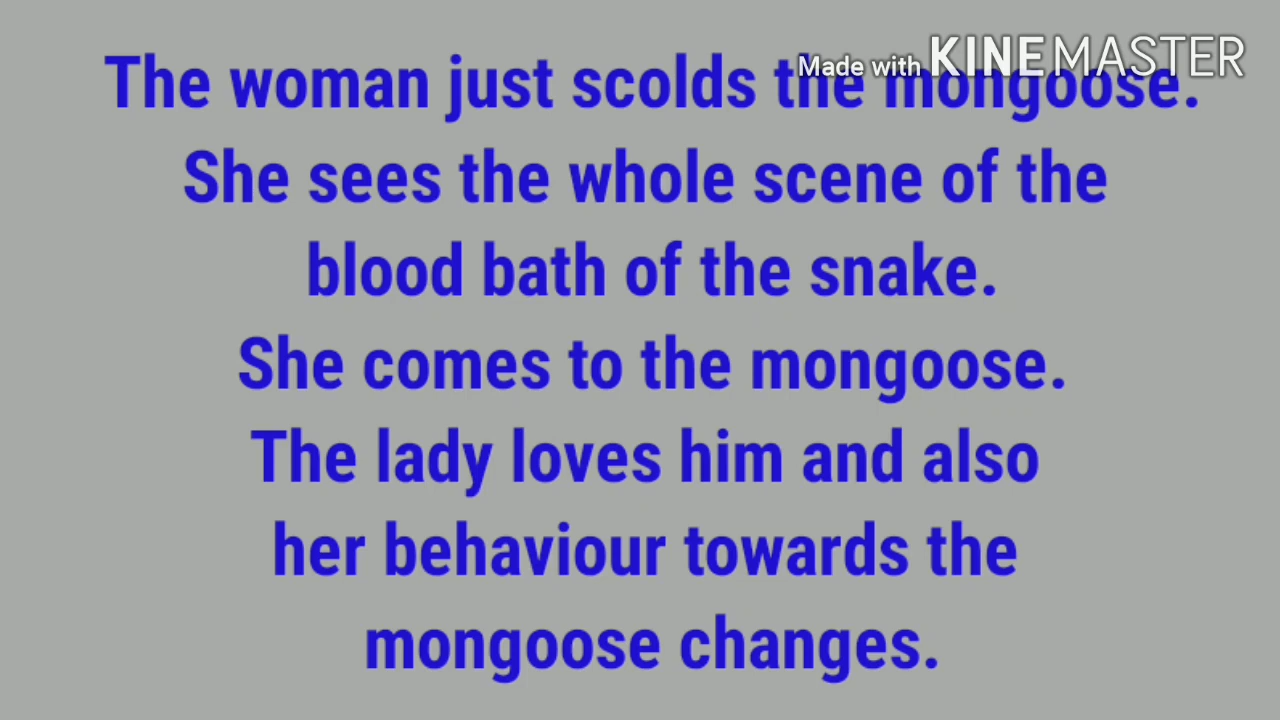 Made with KINEMASTER
The woman just scolds the mongoose.
She sees the whole scene of the
blood bath of the snake.
She comes to the mongoose.
The lady loves him and also
her behaviour towards the
mongoose changes.